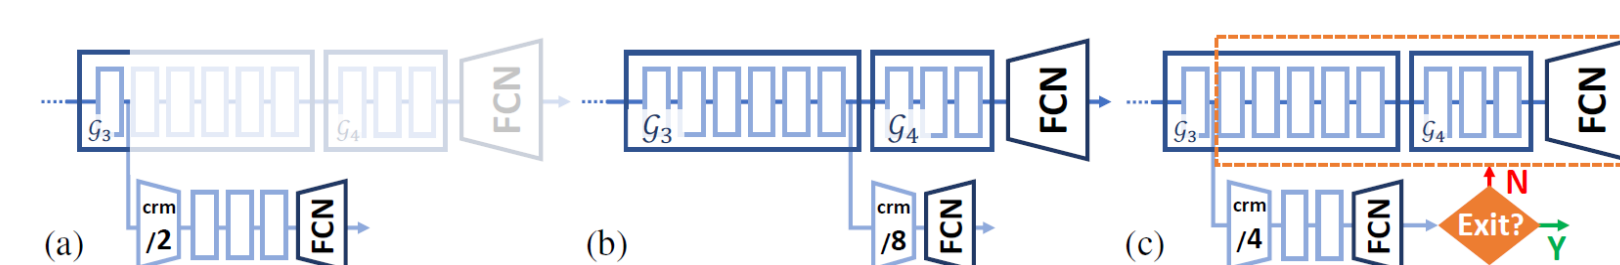 𝒢3
𝒢4
FCN
crm
/2
FCN
(a)
𝒢3
𝒢4
FCN
crm
/8
FCN
(b)
𝒢3
𝒢4
FCN
crm
/4
FCN
Exit?
N
Y
(c)